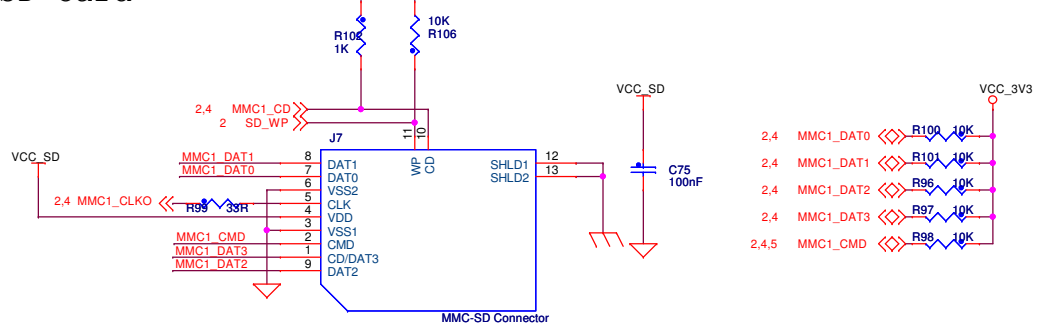 R102
1K
10K
R106
2,4 MMC1_CD
2 SD_WP
11
10
J7
WP
CD
VCC_SD
MMC1_DAT1 8 DAT1
MMC1_DAT0 7 DAT0
6 VSS2
2,4 MMC1_CLKO R99 33R 5 CLK
4 VDD
3 VSS1
MMC1_CMD 2 CMD
MMC1_DAT3 1 CD/DAT3
MMC1_DAT2 9 DAT2
SHLD1 12
SHLD2 13
MMC-SD Connector
VCC_SD
C75
100nF
VCC_3V3
2,4 MMC1_DAT0 R100 10K
2,4 MMC1_DAT1 R101 10K
2,4 MMC1_DAT2 R96 10K
2,4 MMC1_DAT3 R97 10K
2,4,5 MMC1_CMD R98 10K